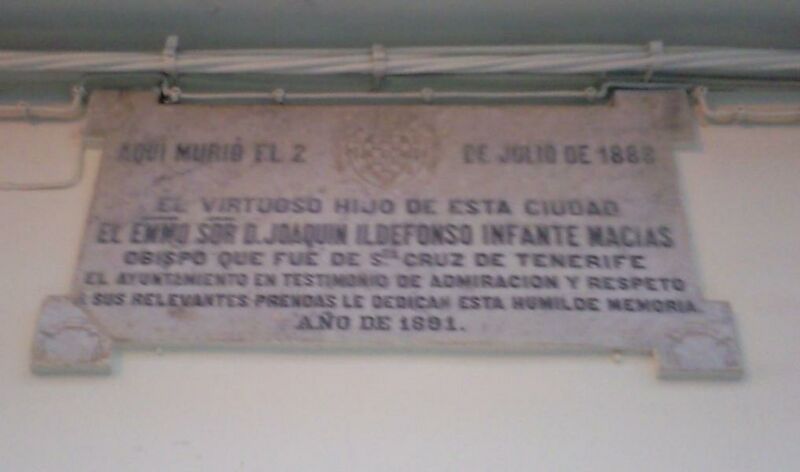 AQUI MURIÓ EL 2 DE JULIO DE 1888
EL VIRTUOSO HIJO DE ESTA CIUDAD
EL EMMO SOR D. JOAQUIN ILDEFONSO INFANTE MACIAS
OBISPO QUE FUÉ DE STA CRUZ DE TENERIFE
EL AYUNTAMIENTO EN TESTIMONIO DE ADMIRACION Y RESPETO
Á SUS RELEVANTES PRENDAS LE DEDICAN ESTA HUMILDE MEMORIA
AÑO DE 1891.